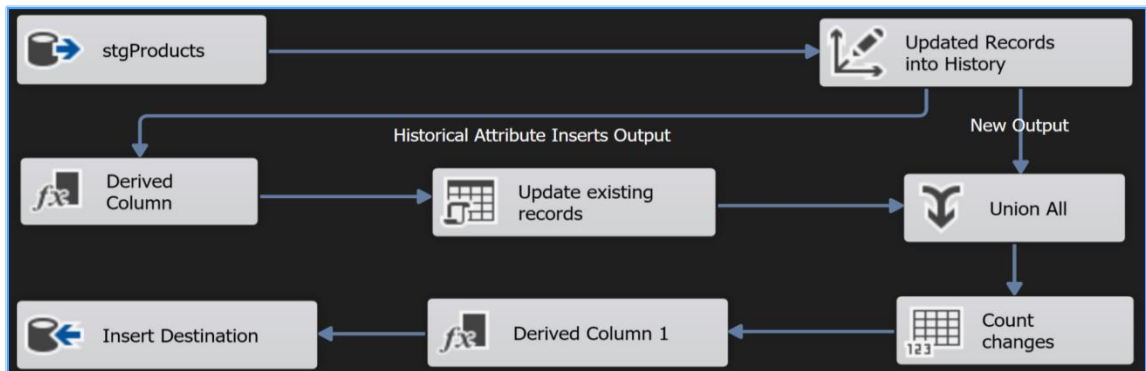 stgProducts
Updated Records
into History
Historical Attribute Inserts Output
New Output
Derived
Column
Update existing
records
Union All
Insert Destination
Derived Column 1
123
Count
changes